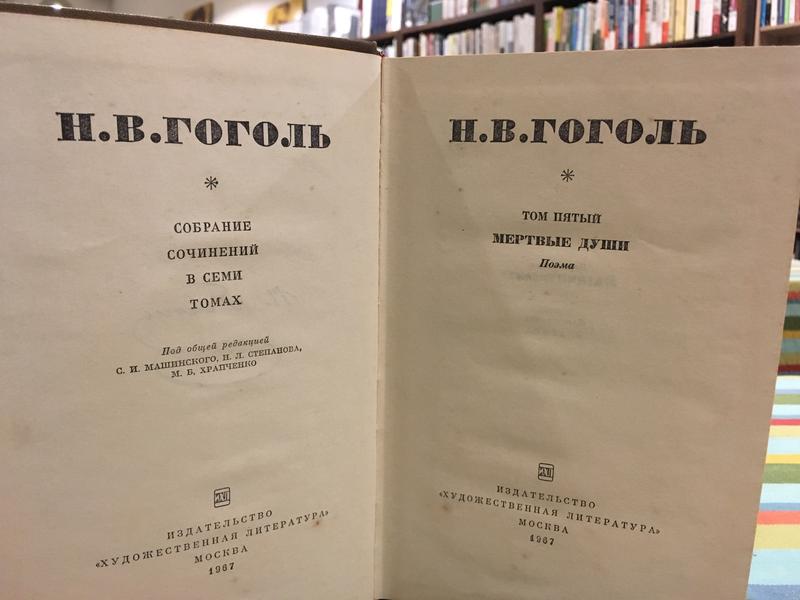 Н.В.ГОГОЛЬ
*
СОБРАНИЕ
СОЧИНЕНИЙ
В СЕМИ
ТОМАХ
Под общей редакцией
С. И. МАШИНСКОГО, Н. Л. СТЕПАНОВА,
М. Б. ХРАПЧЕНКО
ИЗДАТЕЛЬСТВО
«ХУДОЖЕСТВЕННАЯ ЛИТЕРАТУРА»
МОСКВА
1967
Н.В.ГОГОЛЬ
*
ТОМ ПЯТЫЙ
МЕРТВЫЕ ДУШИ
Поэма
ИЗДАТЕЛЬСТВО
«ХУДОЖЕСТВЕННАЯ ЛИТЕРАТУРА»
МОСКВА
1967